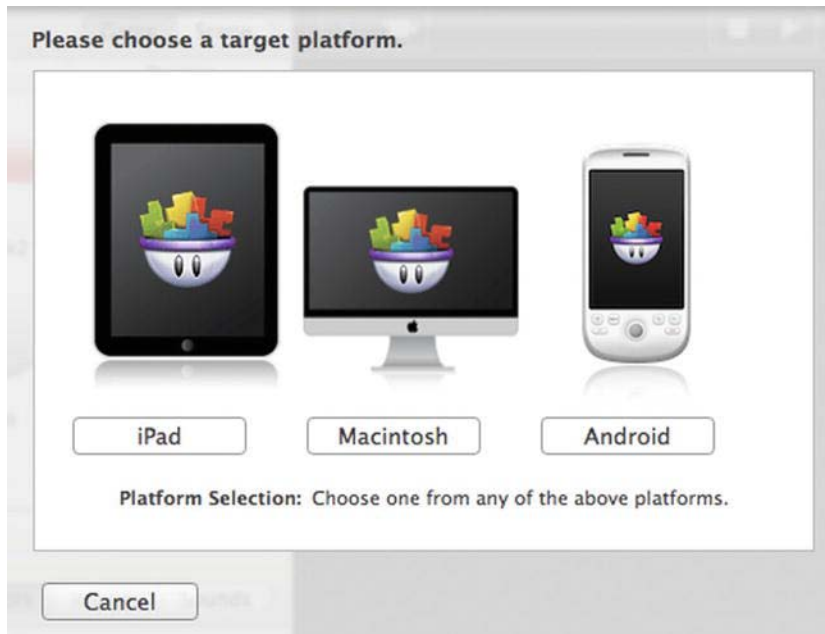 Please choose a target platform.
iPad
Macintosh
Android
Platform Selection: Choose one from any of the above platforms.
Cancel